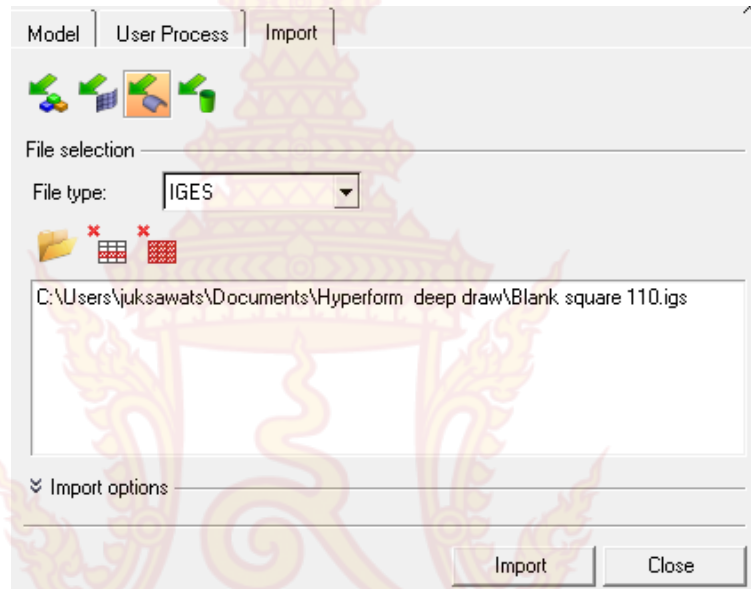 Model User Process Import
File selection
File type: IGES
C:\Users\juksawats\Documents\Hyperform  deep draw\Blank square 110.igs
Import options
Import Close